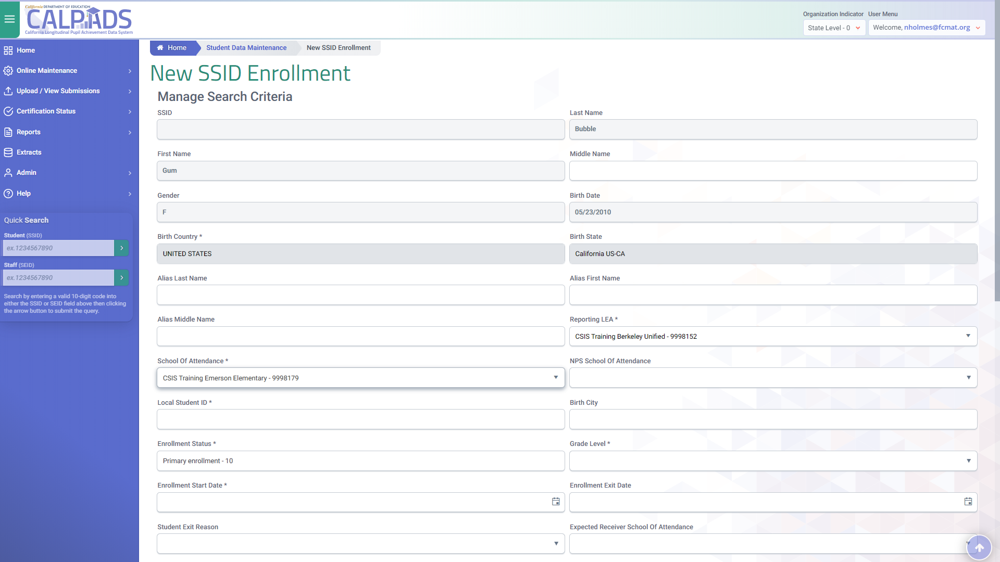 California DEPARTMENT OF EDUCATION
CALPADS
California Longitudinal Pupil Achievement Data System
Organization Indicator
User Menu
State Level - 0
Welcome, nholmes@fcmat.org
Home
Online Maintenance
Upload / View Submissions
Certification Status
Reports
Extracts
Admin
Help
Quick Search
Student (SSID)
ex.1234567890
Staff (SEID)
ex.1234567890
Search by entering a valid 10-digit code into
either the SSID or SEID field above then clicking
the arrow button to submit the query.
Home
Student Data Maintenance
New SSID Enrollment
New SSID Enrollment
Manage Search Criteria
SSID
Last Name
Bubble
First Name
Middle Name
Gum
Gender
Birth Date
F
05/23/2010
Birth Country *
Birth State
UNITED STATES
California US-CA
Alias Last Name
Alias First Name
Alias Middle Name
Reporting LEA *
CSIS Training Berkeley Unified - 9998152
School Of Attendance *
NPS School Of Attendance
CSIS Training Emerson Elementary - 9998179
Local Student ID *
Birth City
Enrollment Status *
Grade Level *
Primary enrollment - 10
Enrollment Start Date *
Enrollment Exit Date
Student Exit Reason
Expected Receiver School Of Attendance